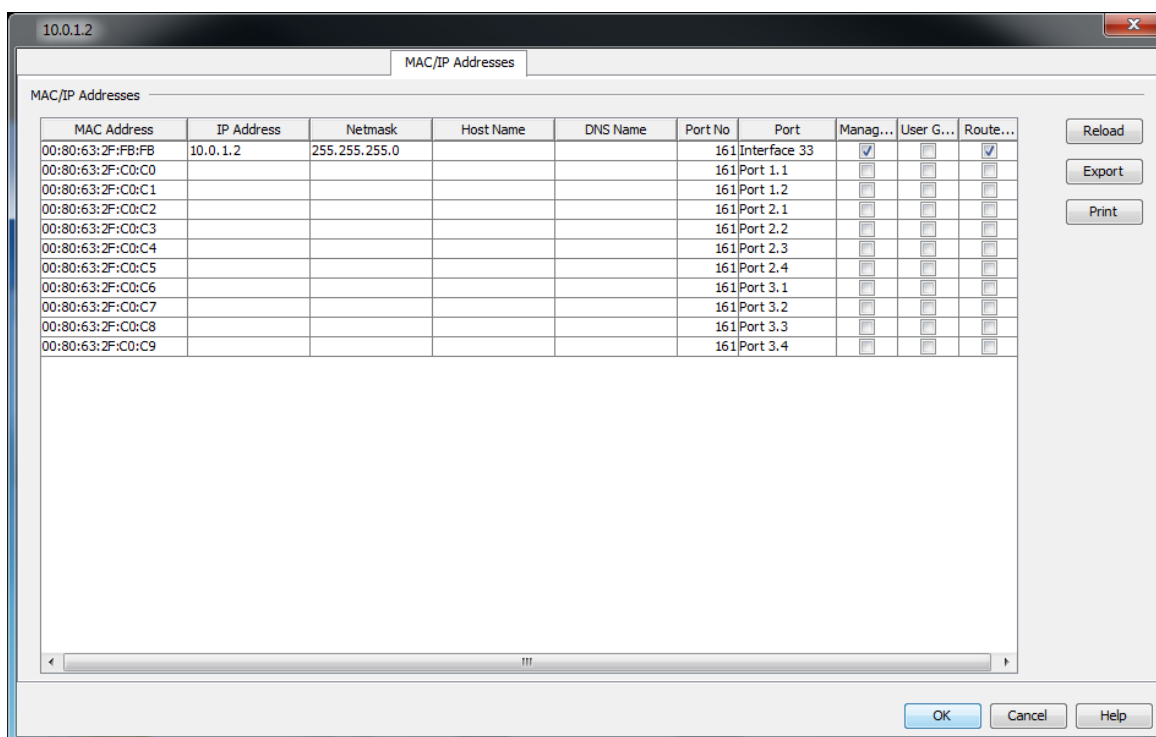 10.0.1.2
MAC/IP Addresses
MAC/IP Addresses
MAC Address IP Address Netmask Host Name DNS Name Port No Port Manag... User G... Route...
00:80:63:2F:FB:FB 10.0.1.2 255.255.255.0 161 Interface 33
00:80:63:2F:C0:C0 161 Port 1.1
00:80:63:2F:C0:C1 161 Port 1.2
00:80:63:2F:C0:C2 161 Port 2.1
00:80:63:2F:C0:C3 161 Port 2.2
00:80:63:2F:C0:C4 161 Port 2.3
00:80:63:2F:C0:C5 161 Port 2.4
00:80:63:2F:C0:C6 161 Port 3.1
00:80:63:2F:C0:C7 161 Port 3.2
00:80:63:2F:C0:C8 161 Port 3.3
00:80:63:2F:C0:C9 161 Port 3.4
Reload
Export
Print
OK Cancel Help